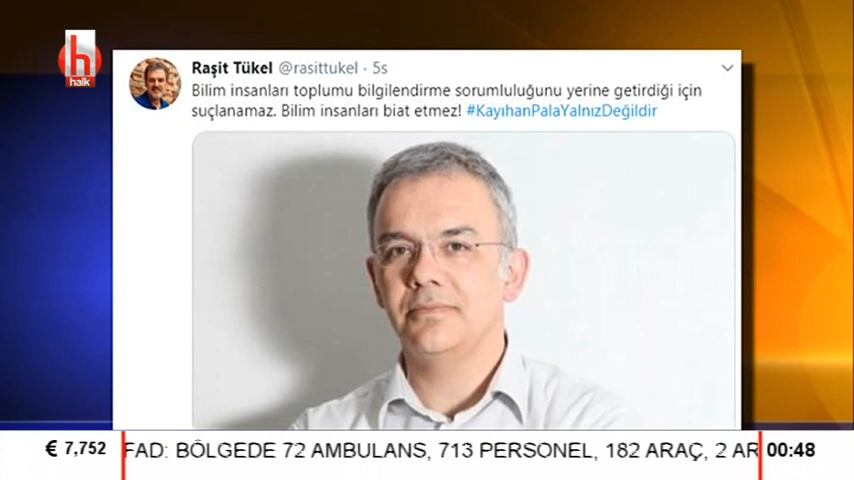 h
halk
Raşit Tükel @rasittukel · 5s
Bilim insanları toplumu bilgilendirme sorumluluğunu yerine getirdiği için
suçlanamaz. Bilim insanları biat etmez! #KayıhanPalaYalnızDeğildir
€ 7,752
FAD: BÖLGEDE 72 AMBULANS, 713 PERSONEL, 182 ARAÇ, 2 AR
00:48